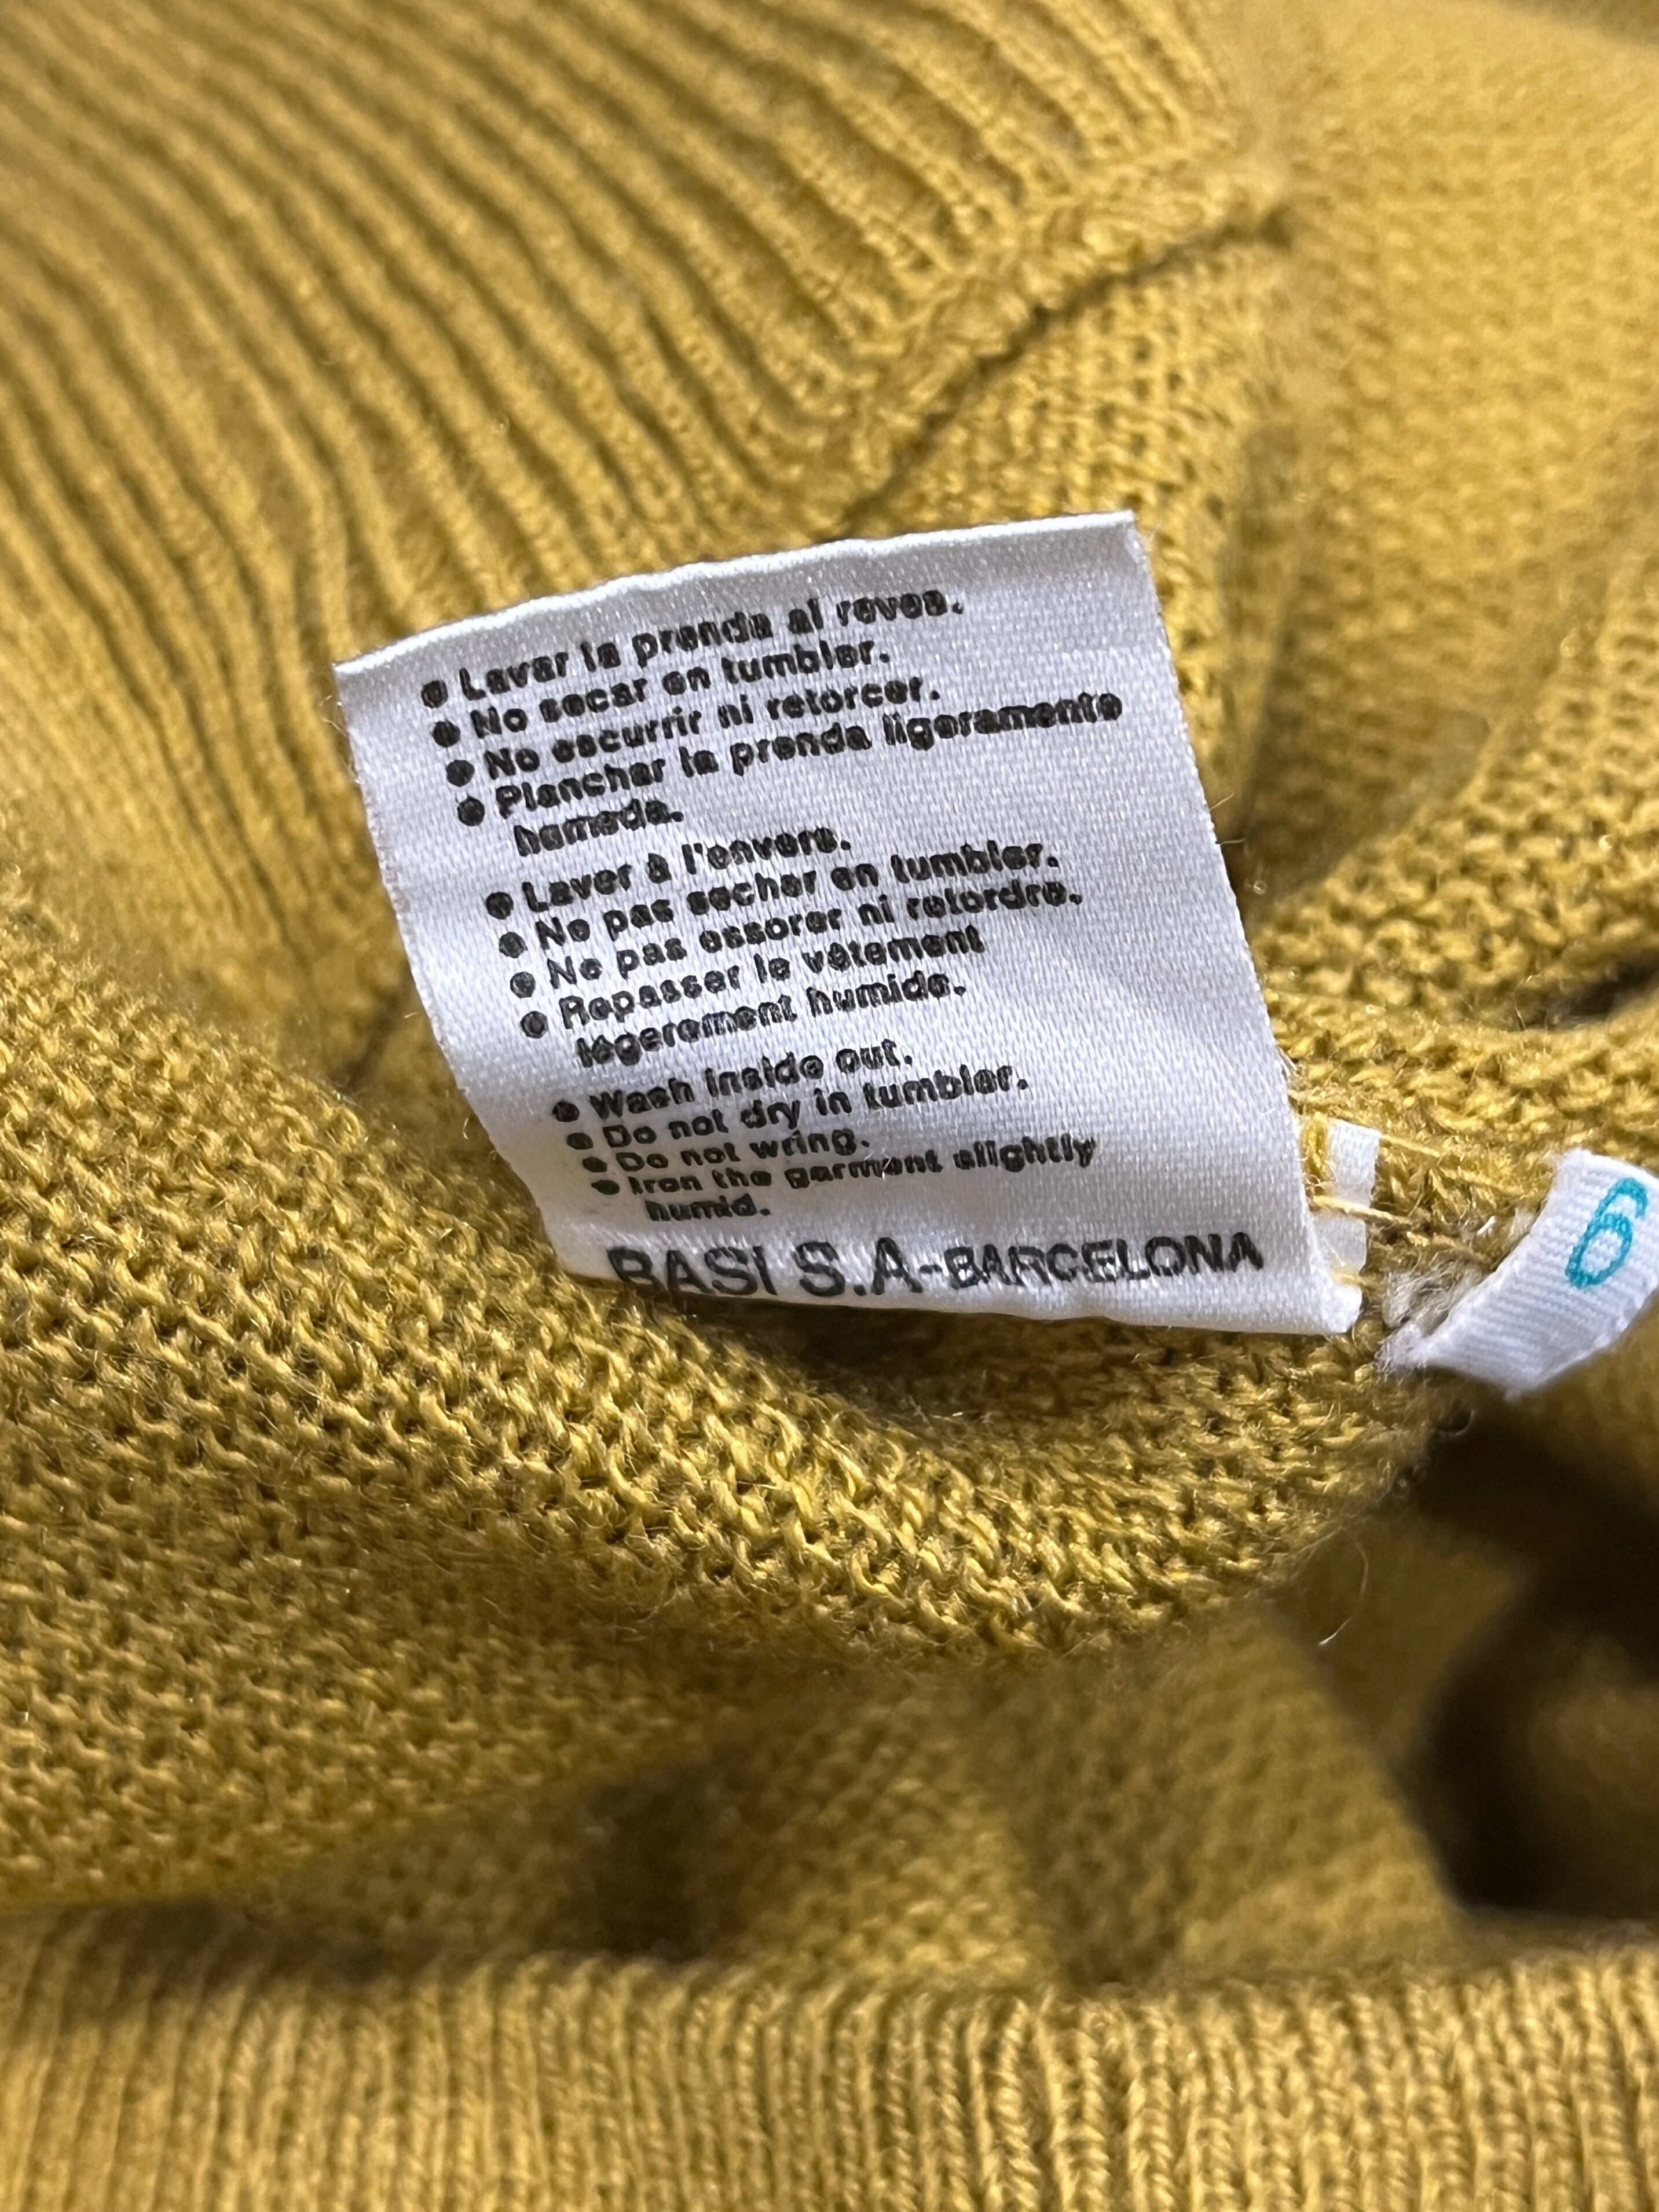 ● Lavar la prenda al reves.
● No secar en tumbler.
● No escurrir ni retorcer.
● Planchar la prenda ligeramente
humeda.
● Laver à l'envers.
● Ne pas secher en tumbler.
● Ne pas essorer ni retordre.
● Repasser le vêtement
légerement humide.
● Wash inside out.
● Do not dry in tumbler.
● Do not wring.
● Iron the garment slightly
humid.
BASI S.A-BARCELONA
6